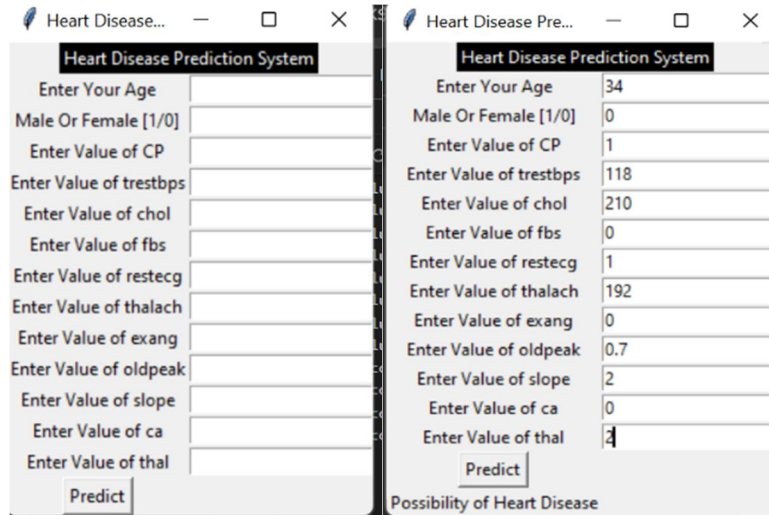 Heart Disease...
Heart Disease Prediction System
Enter Your Age
Male Or Female [1/0]
Enter Value of CP
Enter Value of trestbps
Enter Value of chol
Enter Value of fbs
Enter Value of restecg
Enter Value of thalach
Enter Value of exang
Enter Value of oldpeak
Enter Value of slope
Enter Value of ca
Enter Value of thal
Predict
Heart Disease Pre...
Heart Disease Prediction System
Enter Your Age 34
Male Or Female [1/0] 0
Enter Value of CP 1
Enter Value of trestbps 118
Enter Value of chol 210
Enter Value of fbs 0
Enter Value of restecg 1
Enter Value of thalach 192
Enter Value of exang 0
Enter Value of oldpeak 0.7
Enter Value of slope 2
Enter Value of ca 0
Enter Value of thal 2
Predict
Possibility of Heart Disease